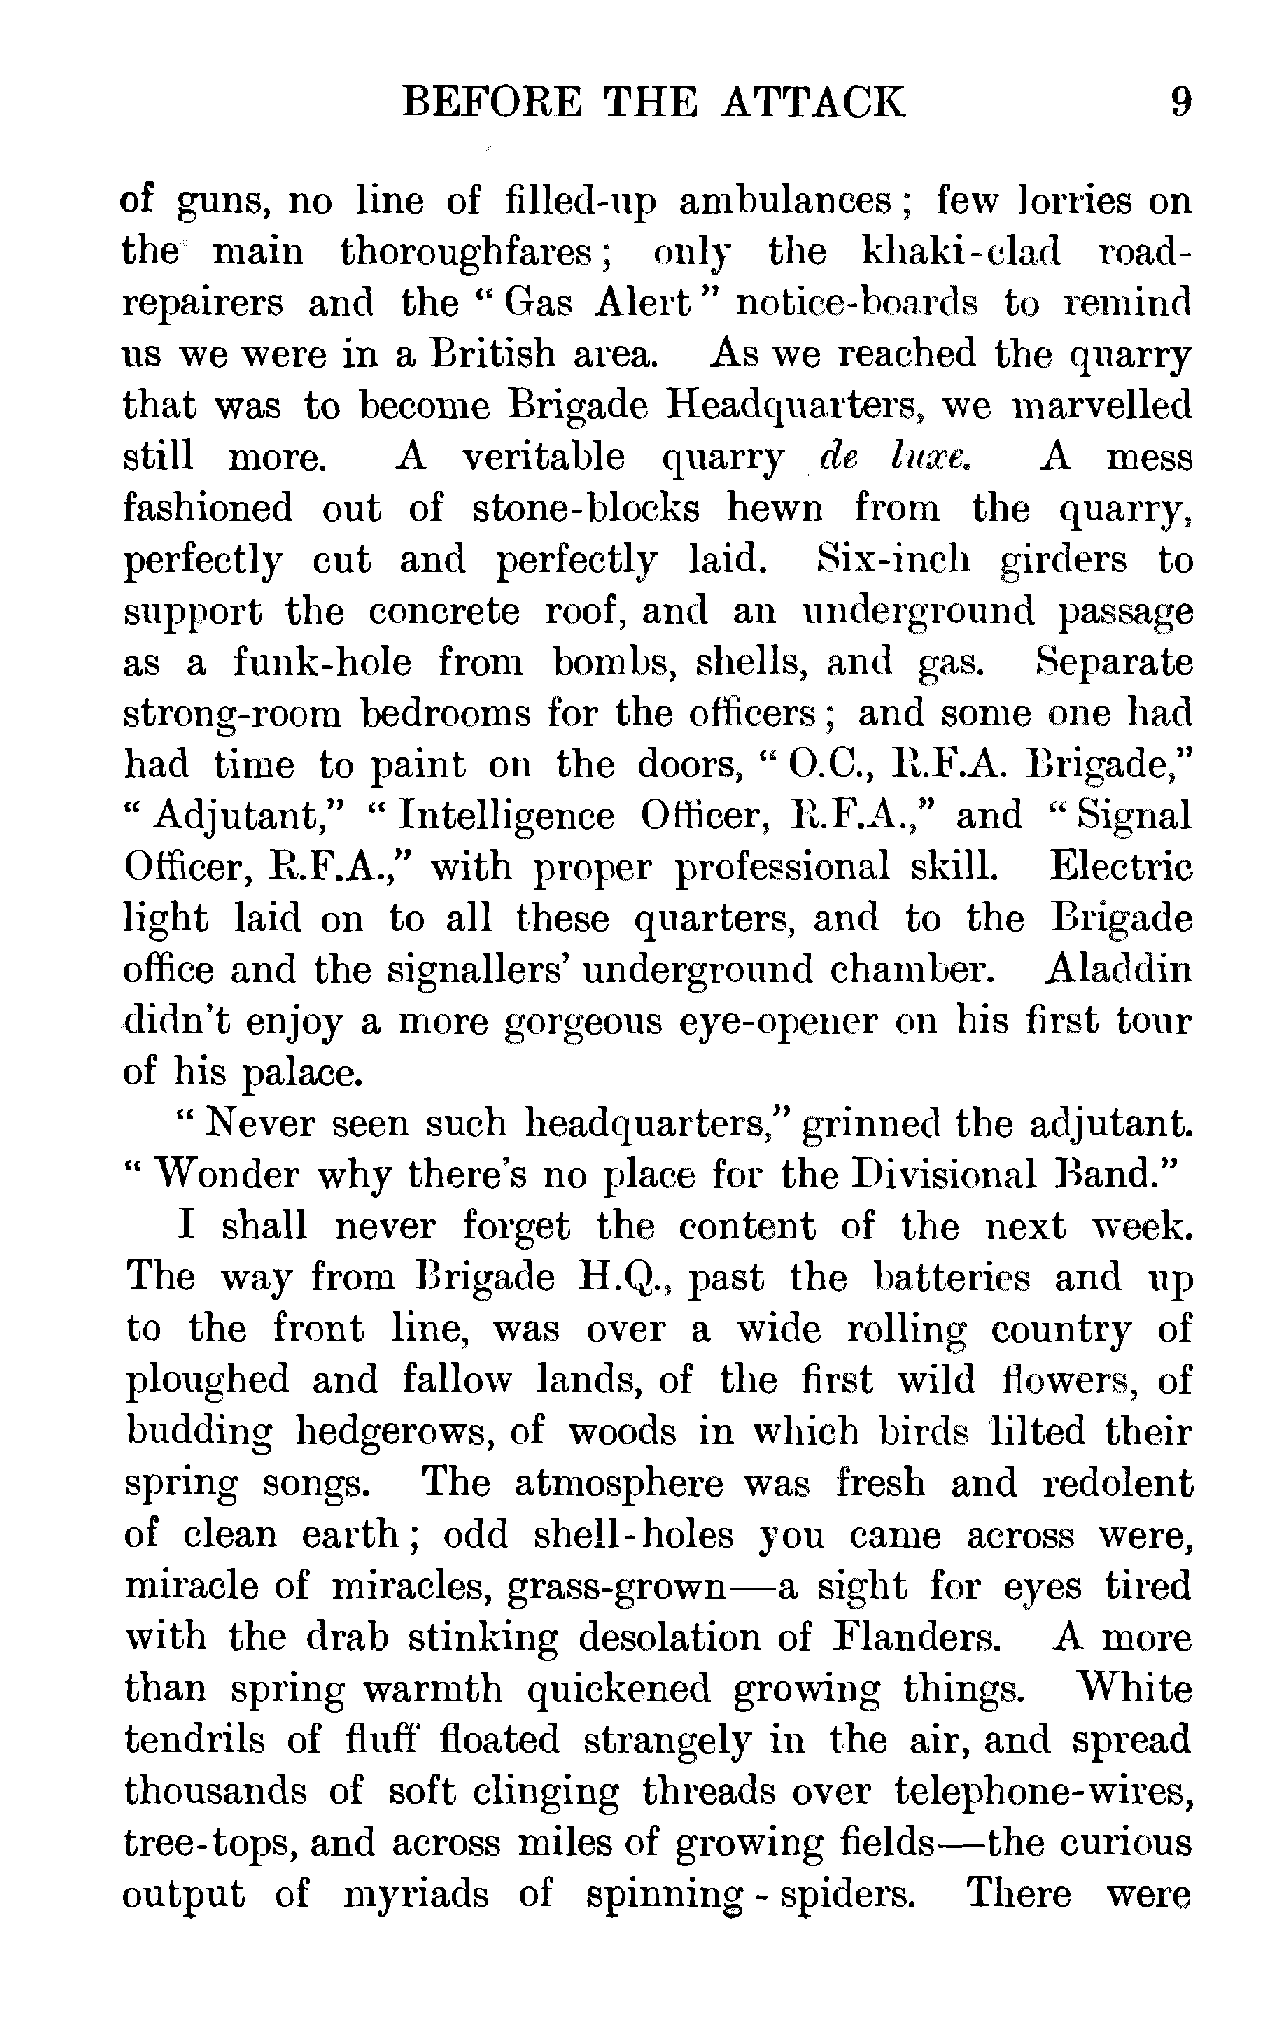 BEFORE THE ATTACK 9
of guns, no line of filled-up ambulances ; few lorries on
the main thoroughfares ; only the khaki-clad road-
repairers and the “ Gas Alert ” notice-boards to remind
us we were in a British area. As we reached the quarry
that was to become Brigade Headquarters, we marvelled
still more. A veritable quarry de luxe. A mess
fashioned out of stone-blocks hewn from the quarry,
perfectly cut and perfectly laid. Six-inch girders to
support the concrete roof, and an underground passage
as a funk-hole from bombs, shells, and gas. Separate
strong-room bedrooms for the officers ; and some one had
had time to paint on the doors, “ O.C., R.F.A. Brigade,”
“ Adjutant,” “ Intelligence Officer, R.F.A.,” and “ Signal
Officer, R.F.A.,” with proper professional skill. Electric
light laid on to all these quarters, and to the Brigade
office and the signallers’ underground chamber. Aladdin
didn’t enjoy a more gorgeous eye-opener on his first tour
of his palace.
“ Never seen such headquarters,” grinned the adjutant.
“ Wonder why there’s no place for the Divisional Band.”
I shall never forget the content of the next week.
The way from Brigade H.Q., past the batteries and up
to the front line, was over a wide rolling country of
ploughed and fallow lands, of the first wild flowers, of
budding hedgerows, of woods in which birds lilted their
spring songs. The atmosphere was fresh and redolent
of clean earth ; odd shell-holes you came across were,
miracle of miracles, grass-grown—a sight for eyes tired
with the drab stinking desolation of Flanders. A more
than spring warmth quickened growing things. White
tendrils of fluff floated strangely in the air, and spread
thousands of soft clinging threads over telephone-wires,
tree-tops, and across miles of growing fields—the curious
output of myriads of spinning - spiders. There were